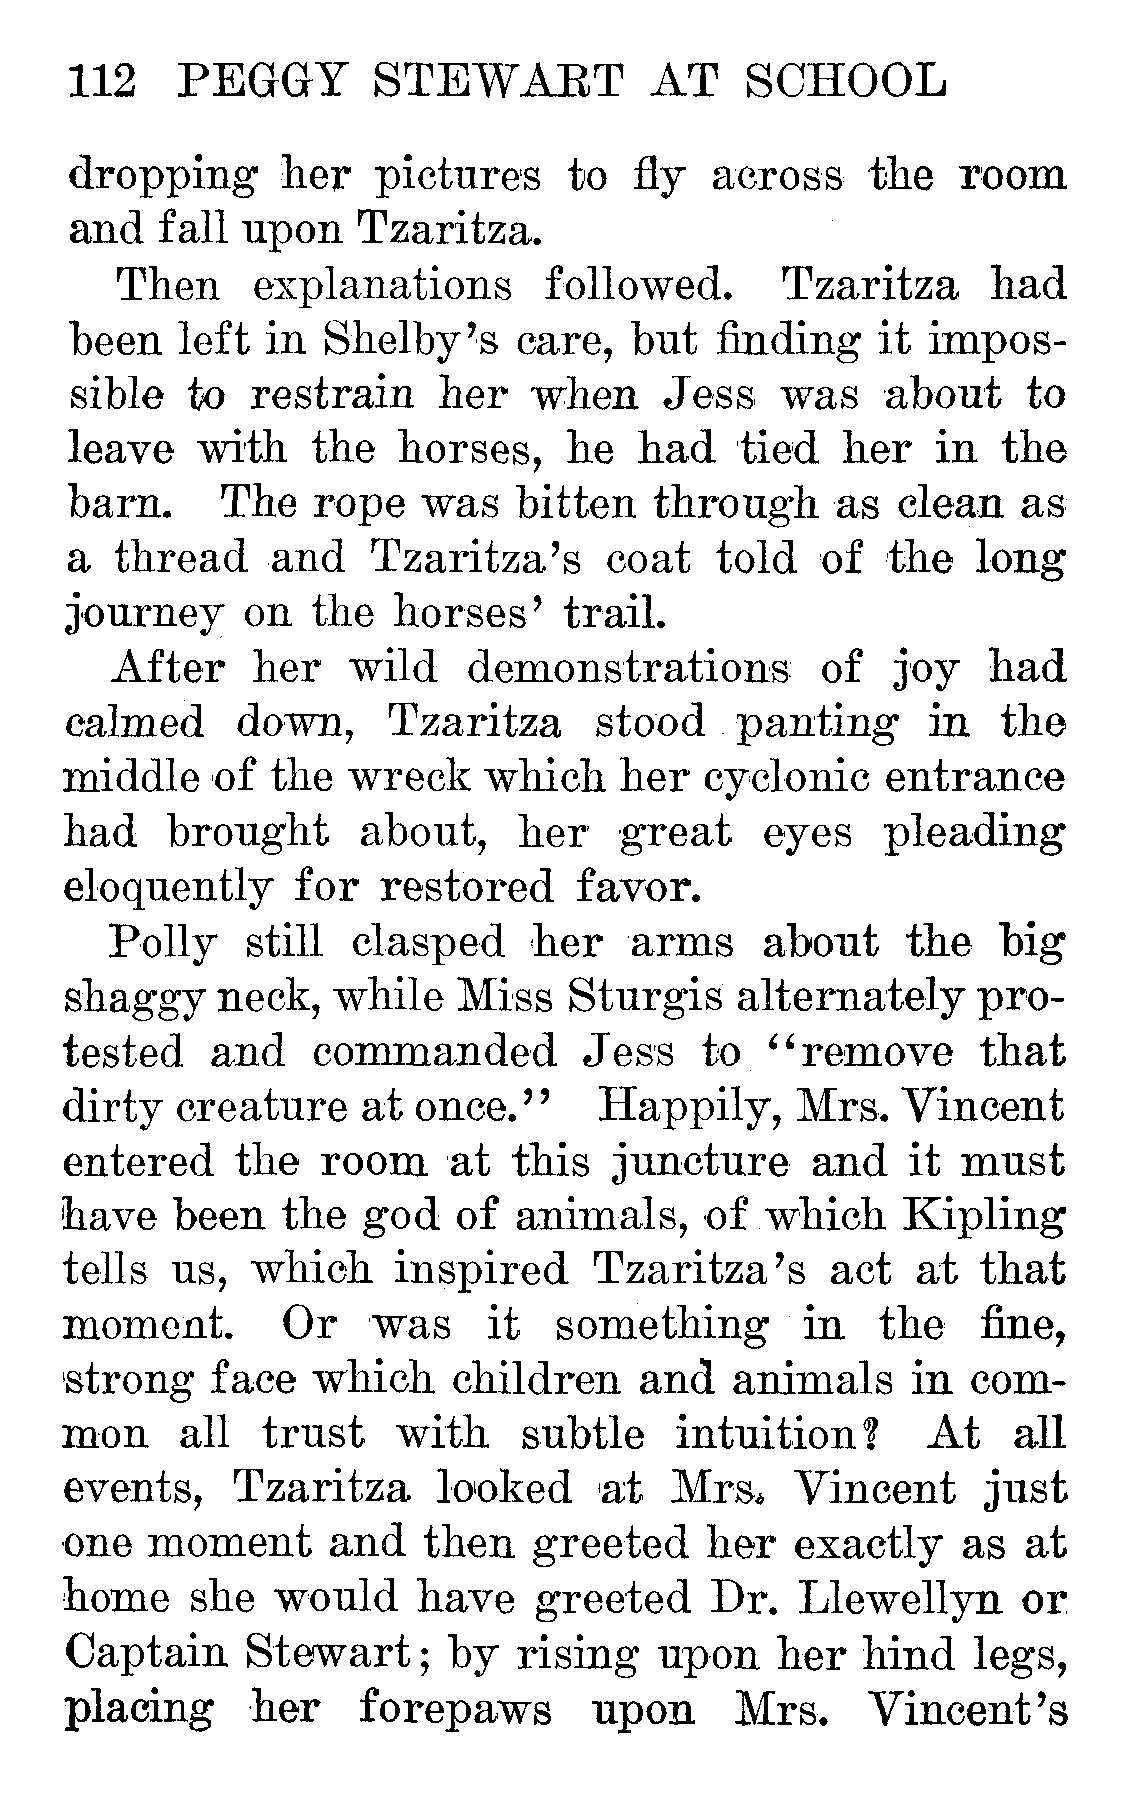 112 PEGGY STEWART AT SCHOOL
dropping her pictures to fly across the room
and fall upon Tzaritza.
Then explanations followed. Tzaritza had
been left in Shelby's care, but finding it impos-
sible to restrain her when Jess was about to
leave with the horses, he had tied her in the
barn. The rope was bitten through as clean as
a thread and Tzaritza's coat told of the long
journey on the horses' trail.
After her wild demonstrations of joy had
calmed down, Tzaritza stood panting in the
middle of the wreck which her cyclonic entrance
had brought about, her great eyes pleading
eloquently for restored favor.
Polly still clasped her arms about the big
shaggy neck, while Miss Sturgis alternately pro-
tested and commanded Jess to "remove that
dirty creature at once." Happily, Mrs. Vincent
entered the room at this juncture and it must
have been the god of animals, of which Kipling
tells us, which inspired Tzaritza's act at that
moment. Or was it something in the fine,
strong face which children and animals in com-
mon all trust with subtle intuition? At all
events, Tzaritza looked at Mrs. Vincent just
one moment and then greeted her exactly as at
home she would have greeted Dr. Llewellyn or
Captain Stewart; by rising upon her hind legs,
placing her forepaws upon Mrs. Vincent's